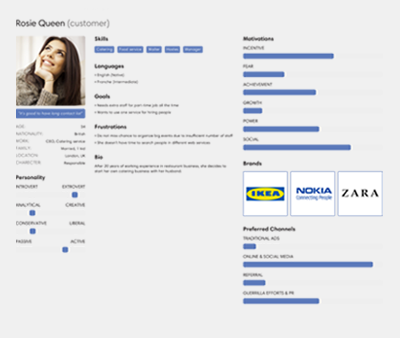 Rosie Queen (customer)
"It's good to have long contact list"
AGE: 34
NATIONALITY: British
WORK: CEO, Catering service
FAMILY: Married, 1 kid
LOCATION: London, UK
CHARACTER: Responsible
Personality
INTROVERT EXTROVERT
ANALYTICAL CREATIVE
CONSERVATIVE LIBERAL
PASSIVE ACTIVE
Skills
Catering Food service Waiter Hostess Manager
Languages
• English (Native)
• Franche (Intermediate)
Goals
• Needs extra staff for part-time job all the time
• Wants to use one service for hiring people
Frustrations
• Do not miss chance to organize big events due to insufficient number of staff
• She doesn't have time to search people in different web services
Bio
After 20 years of working experience in restaurant business, she decides to
start her own catering business with her husband.
Motivations
INCENTIVE
FEAR
ACHIEVEMENT
GROWTH
POWER
SOCIAL
Brands
IKEA
NOKIA
Connecting People
ZARA
Preferred Channels
TRADITIONAL ADS
ONLINE & SOCIAL MEDIA
REFERRAL
GUERRILLA EFFORTS & PR